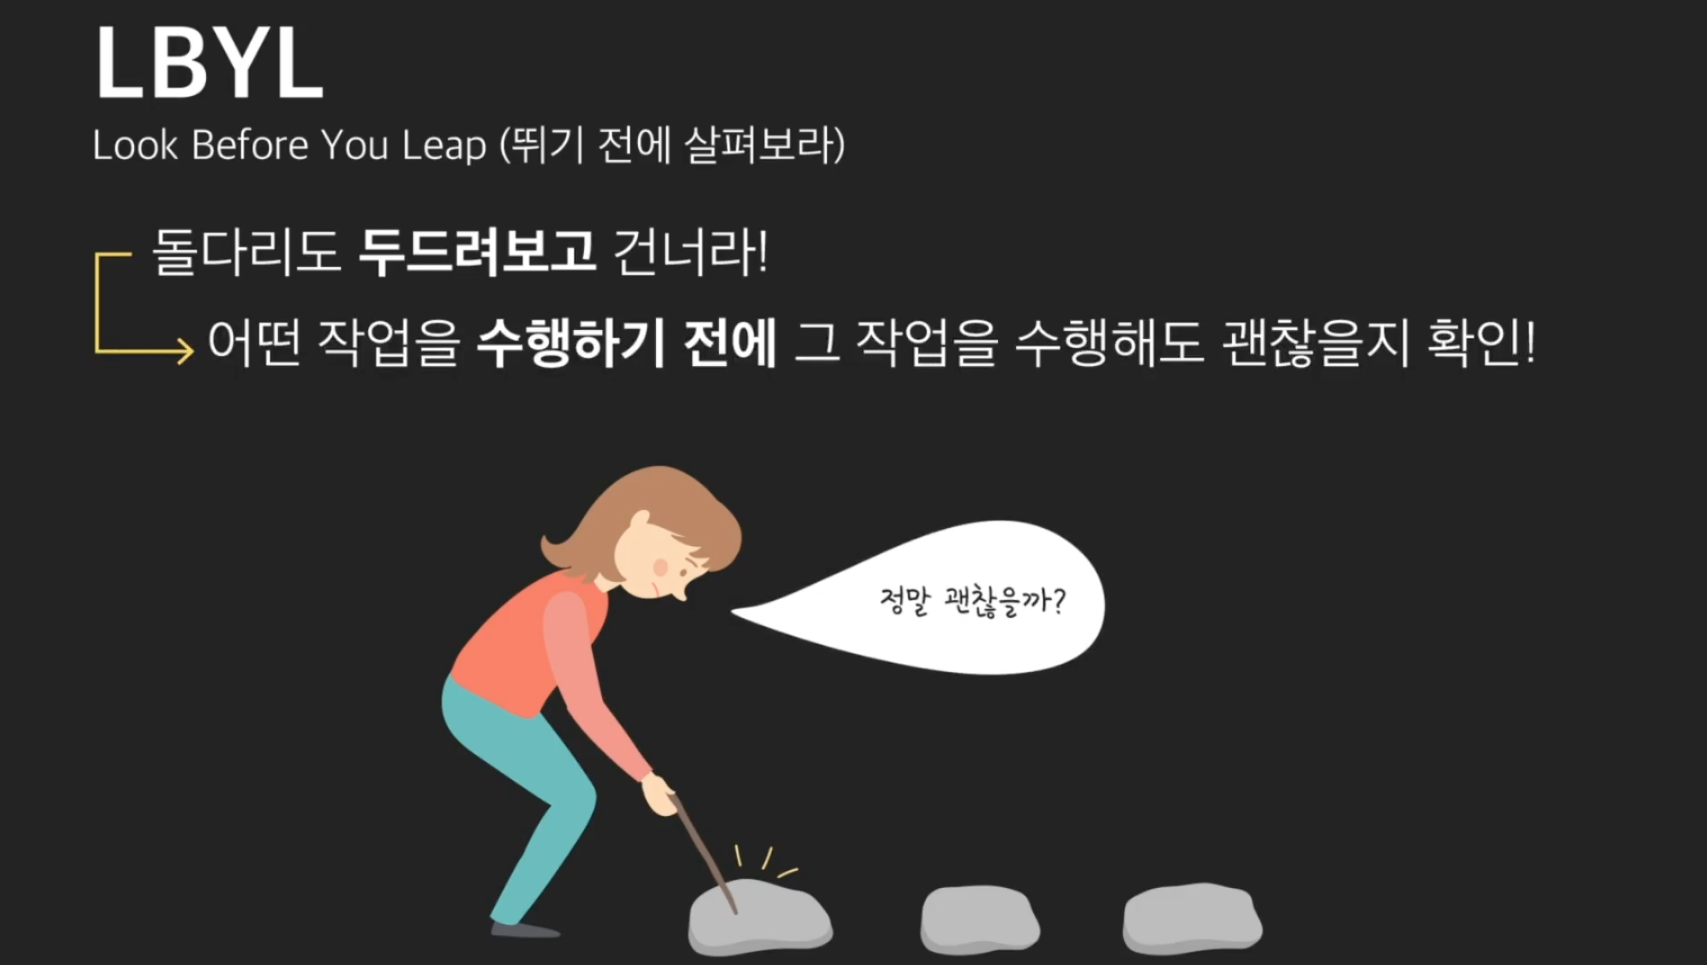 LBYL
Look Before You Leap (뛰기 전에 살펴보라)
돌다리도 두드려보고 건너라!
어떤 작업을 수행하기 전에 그 작업을 수행해도 괜찮을지 확인!
정말 괜찮을까?